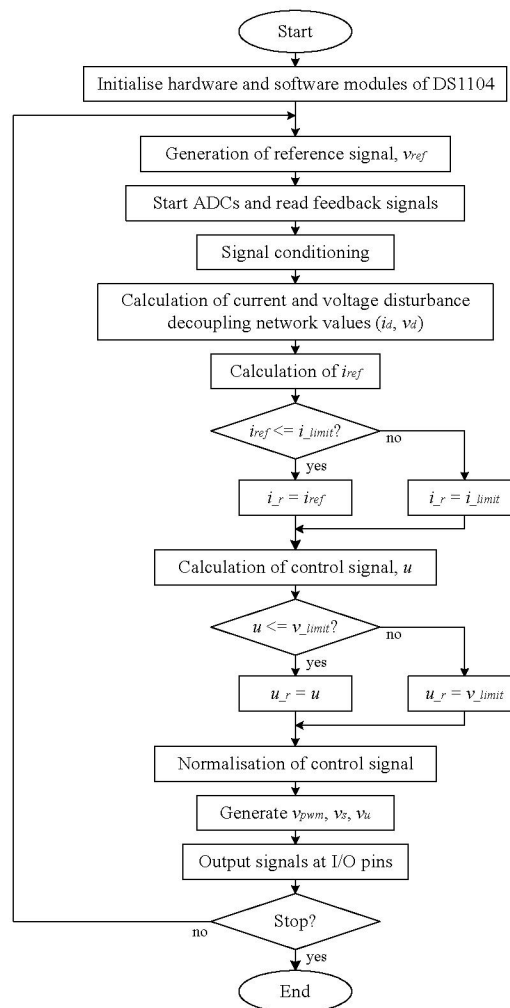 Start
Initialise hardware and software modules of DS1104
Generation of reference signal, vref
Start ADCs and read feedback signals
Signal conditioning
Calculation of current and voltage disturbance
decoupling network values (id, vd)
Calculation of iref
iref <= i_limit?
no
yes
i_r = iref
i_r = i_limit
Calculation of control signal, u
u <= v_limit?
no
yes
u_r = u
u_r = v_limit
Normalisation of control signal
Generate vpwm, vs, vu
Output signals at I/O pins
Stop?
no
yes
End